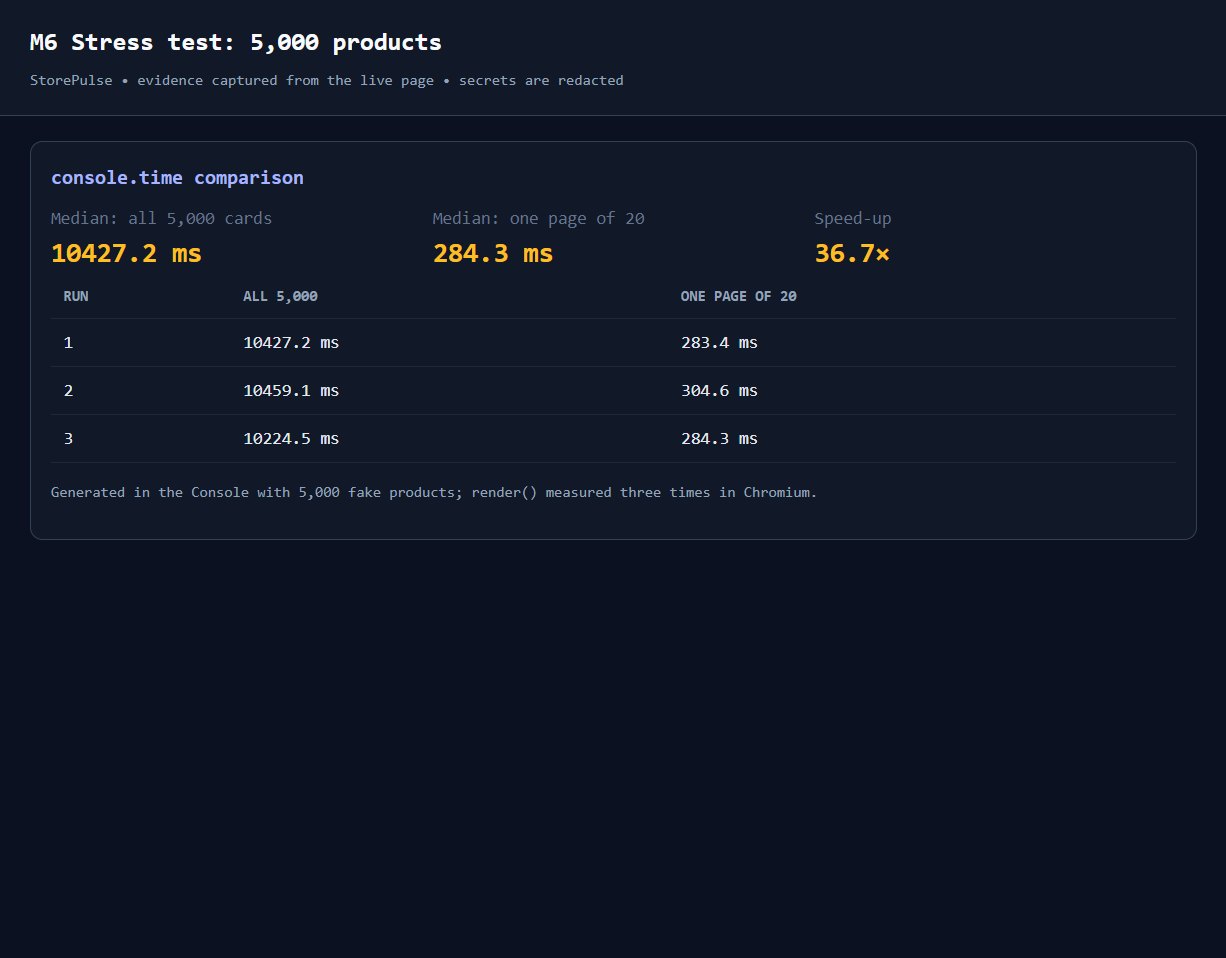 M6 Stress test: 5,000 products
StorePulse • evidence captured from the live page • secrets are redacted
console.time comparison
Median: all 5,000 cards
10427.2 ms
Median: one page of 20
284.3 ms
Speed-up
36.7×
RUN ALL 5,000 ONE PAGE OF 20
1 10427.2 ms 283.4 ms
2 10459.1 ms 304.6 ms
3 10224.5 ms 284.3 ms
Generated in the Console with 5,000 fake products; render() measured three times in Chromium.